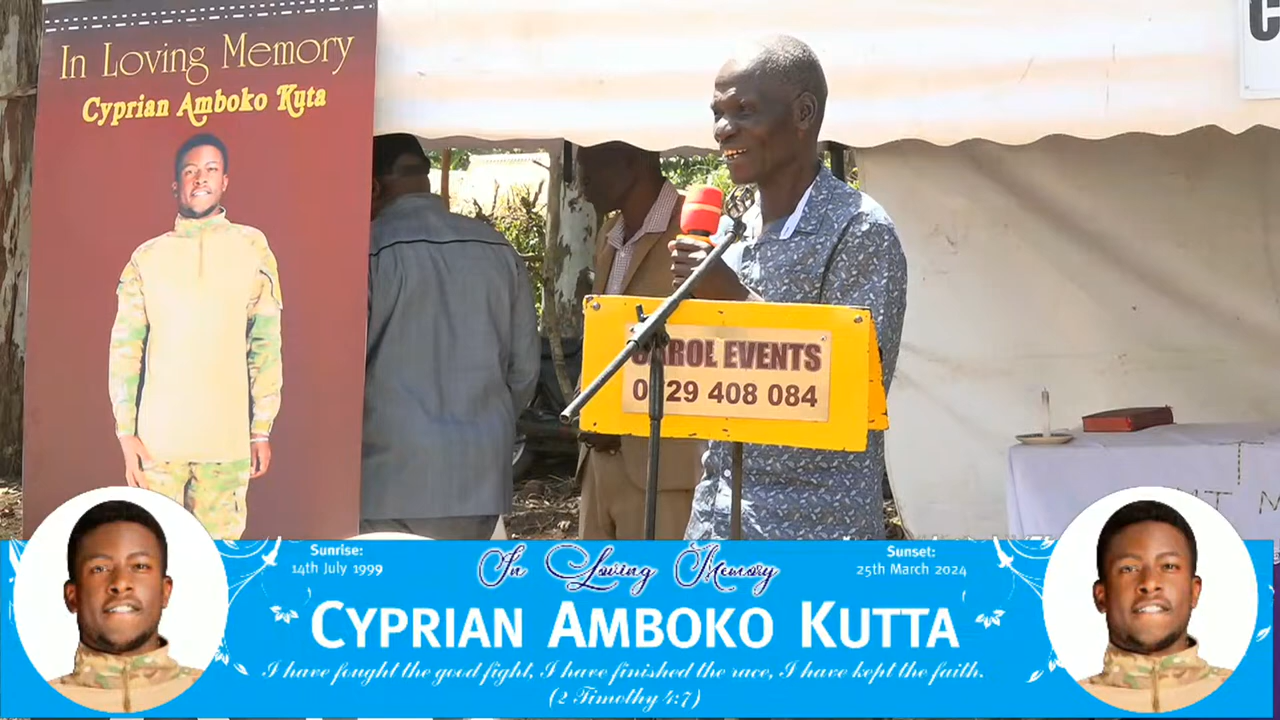 In Loving Memory
Cyprian Amboko Kuta
C
CAROL EVENTS
0729 408 084
Sunrise:
14th July 1999
In Loving Memory
Sunset:
25th March 2024
CYPRIAN AMBOKO KUTTA
I have fought the good fight, I have finished the race, I have kept the faith.
(2 Timothy 4:7)